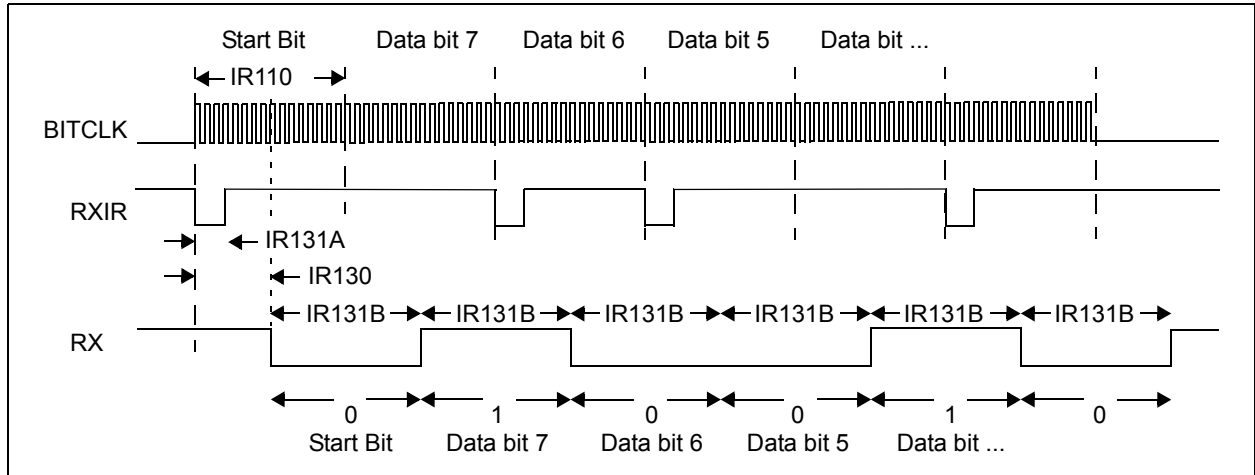 Start Bit Data bit 7 Data bit 6 Data bit 5 Data bit ...
IR110
BITCLK
RXIR
IR131A
IR130
IR131B IR131B IR131B IR131B IR131B IR131B
RX
0 1 0 0 1 0
Start Bit Data bit 7 Data bit 6 Data bit 5 Data bit ...